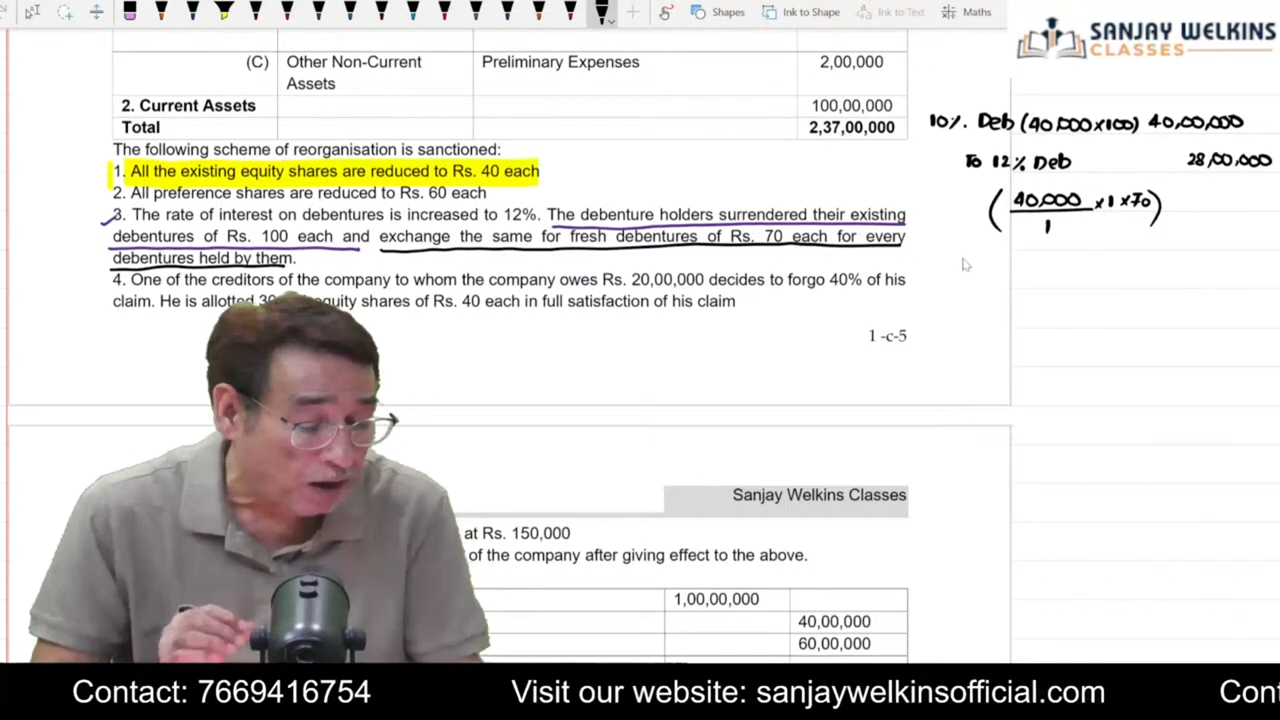 Shapes Ink to Shape Ink to Text Maths
SANJAY WELKINS
CLASSES
(C) Other Non-Current Assets Preliminary Expenses 2,00,000
2. Current Assets 100,00,000
Total 2,37,00,000
The following scheme of reorganisation is sanctioned:
1. All the existing equity shares are reduced to Rs. 40 each
2. All preference shares are reduced to Rs. 60 each
3. The rate of interest on debentures is increased to 12%. The debenture holders surrendered their existing
debentures of Rs. 100 each and exchange the same for fresh debentures of Rs. 70 each for every
debentures held by them.
4. One of the creditors of the company to whom the company owes Rs. 20,00,000 decides to forgo 40% of his
claim. He is allotted equity shares of Rs. 40 each in full satisfaction of his claim
1 -c-5
10%. Deb (40,000×100) 40,00,000
To 12% Deb 28,00,000
(40,000 × 1 × 70)
1
Sanjay Welkins Classes
at Rs. 150,000
of the company after giving effect to the above.
1,00,00,000
40,00,000
60,00,000
Contact: 7669416754 Visit our website: sanjaywelkinsofficial.com Cont